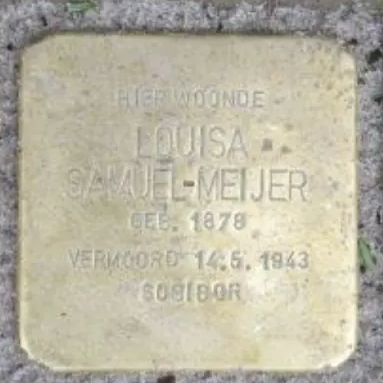 HIER WOONDE
LOUISA
SAMUEL-MEIJER
GEB. 1878
VERMOORD 14.5.1943
SOBIBOR